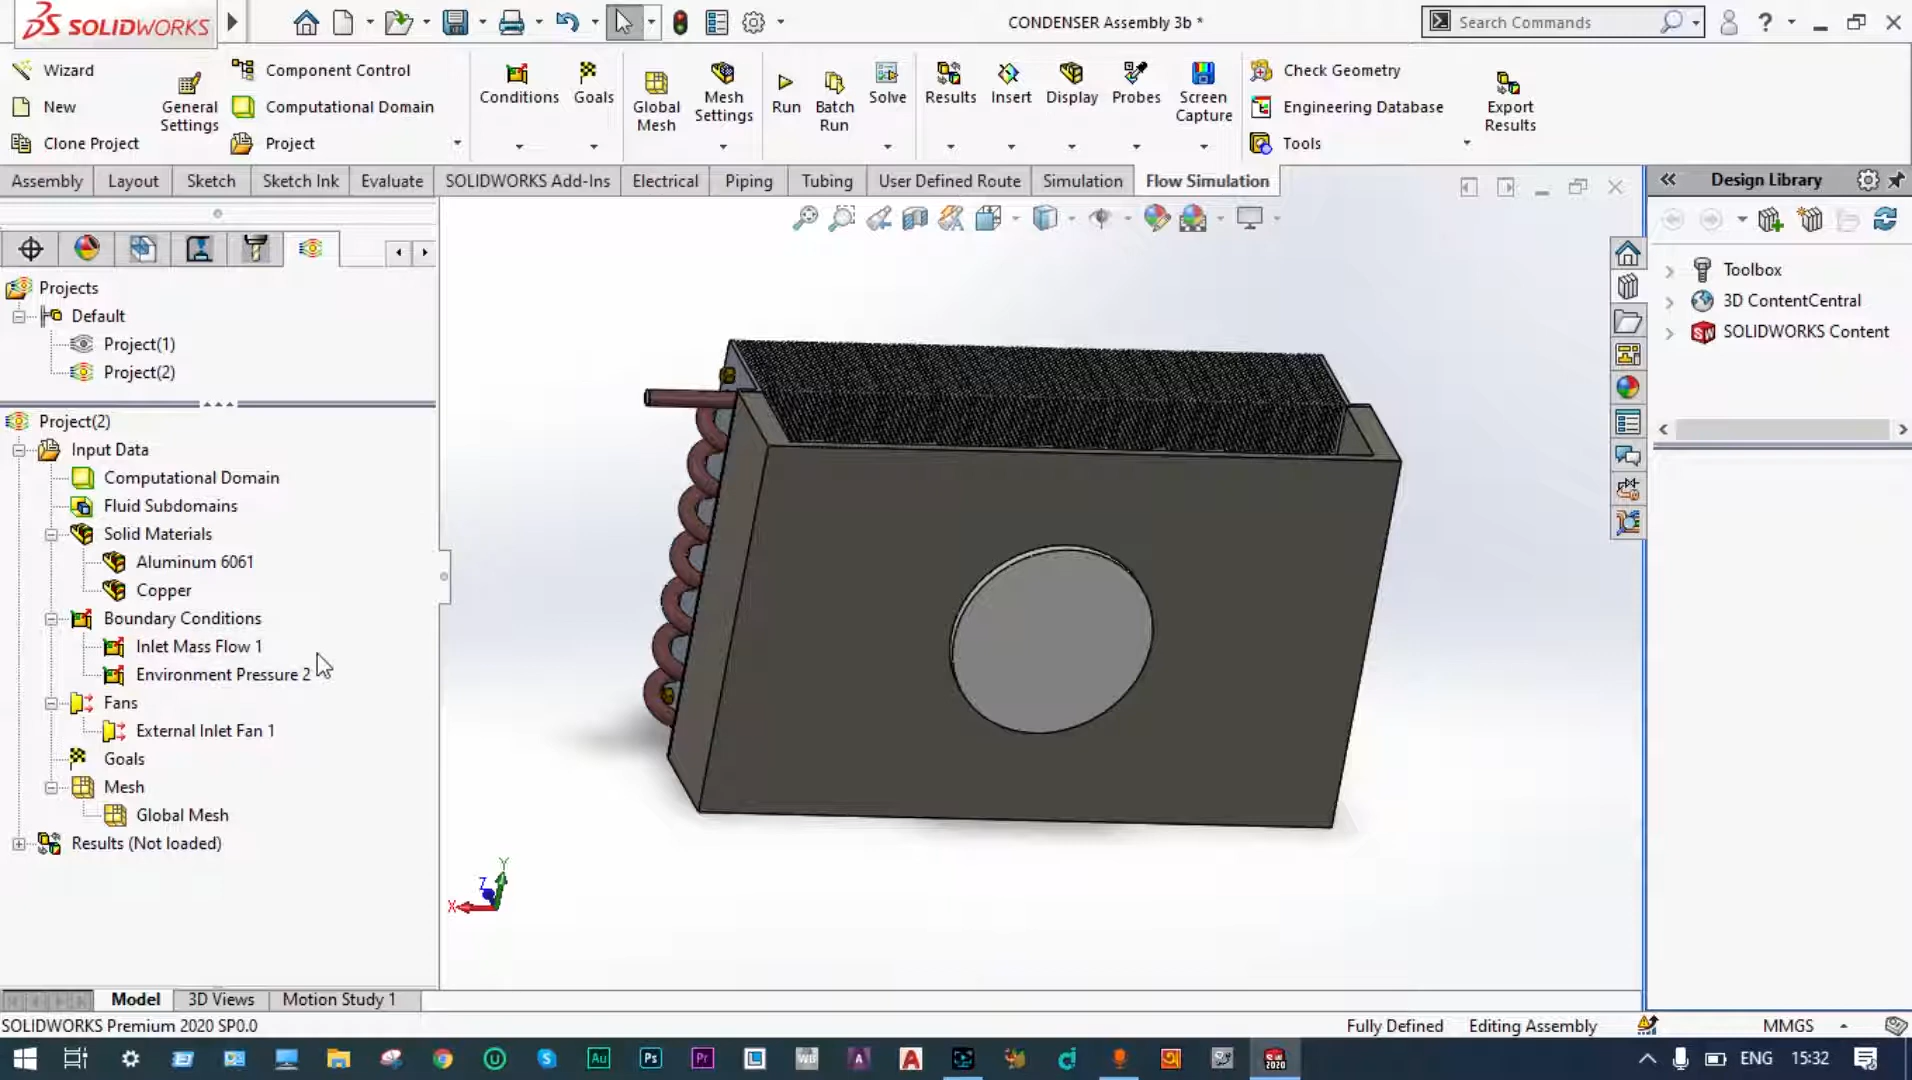 SOLIDWORKS
CONDENSER Assembly 3b *
Search Commands
?
Wizard
New
Clone Project
General Settings
Component Control
Computational Domain
Project
Conditions
Goals
Global Mesh
Mesh Settings
Run
Batch Run
Solve
Results
Insert
Display
Probes
Screen Capture
Check Geometry
Engineering Database
Tools
Export Results
Assembly
Layout
Sketch
Sketch Ink
Evaluate
SOLIDWORKS Add-Ins
Electrical
Piping
Tubing
User Defined Route
Simulation
Flow Simulation
Design Library
Toolbox
3D ContentCentral
SOLIDWORKS Content
Projects
Default
Project(1)
Project(2)
Project(2)
Input Data
Computational Domain
Fluid Subdomains
Solid Materials
Aluminum 6061
Copper
Boundary Conditions
Inlet Mass Flow 1
Environment Pressure 2
Fans
External Inlet Fan 1
Goals
Mesh
Global Mesh
Results (Not loaded)
Y
Z
X
Model
3D Views
Motion Study 1
SOLIDWORKS Premium 2020 SP0.0
Fully Defined
Editing Assembly
MMGS
Au
Ps
Pr
L
WB
A
A
SW 2020
ENG
15:32